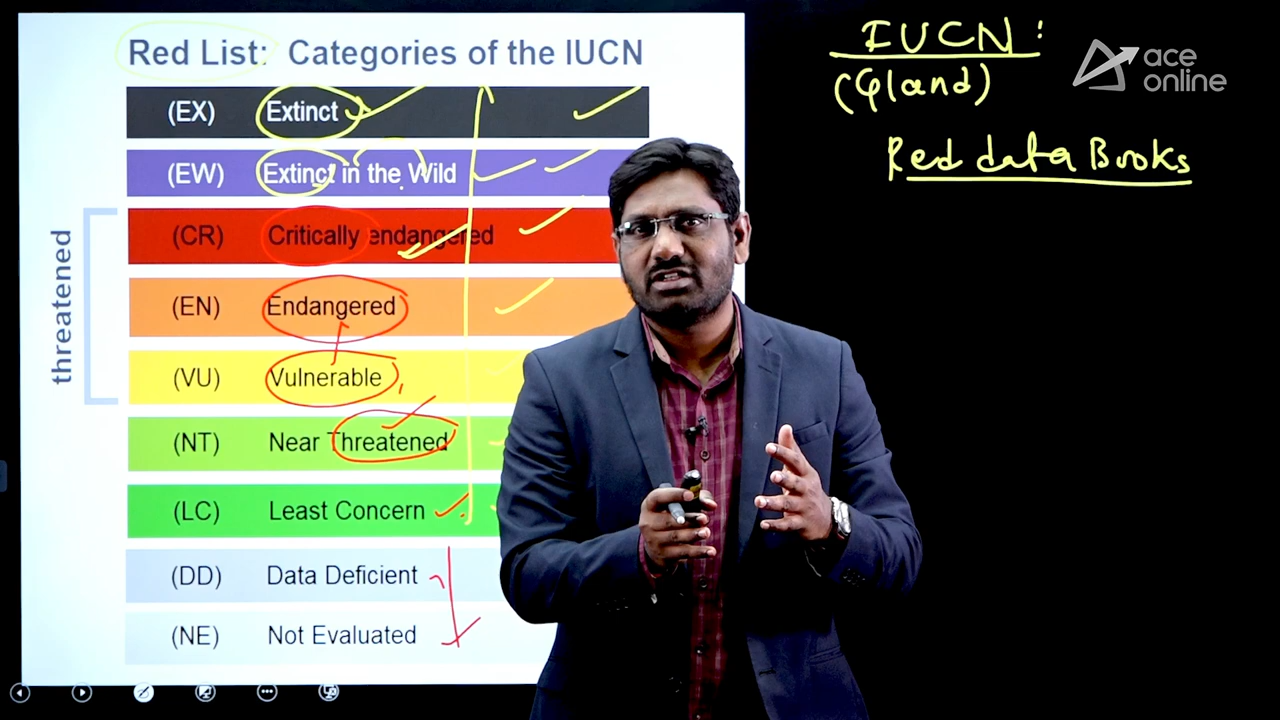 Red List: Categories of the IUCN
(EX) Extinct
(EW) Extinct in the Wild
(CR) Critically endangered
(EN) Endangered
(VU) Vulnerable
(NT) Near Threatened
(LC) Least Concern
(DD) Data Deficient
(NE) Not Evaluated
threatened
IUCN:
(Gland)
Red data Books
ace
online